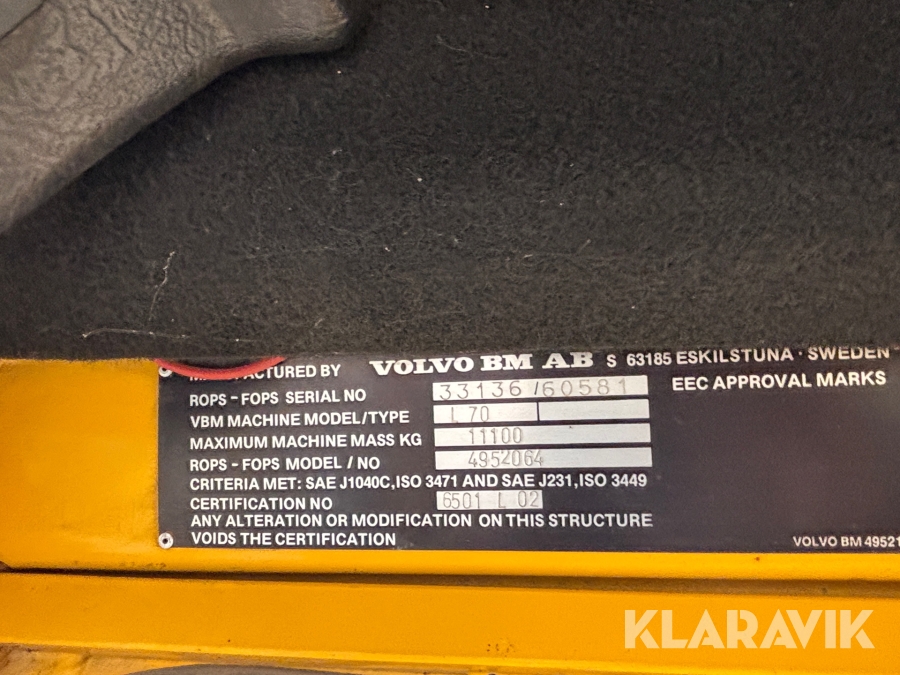 MANUFACTURED BY VOLVO BM AB S 63185 ESKILSTUNA · SWEDEN
ROPS - FOPS SERIAL NO 33136/60581 EEC APPROVAL MARKS
VBM MACHINE MODEL/TYPE L 70
MAXIMUM MACHINE MASS KG 11100
ROPS - FOPS MODEL / NO 4952064
CRITERIA MET: SAE J1040C, ISO 3471 AND SAE J231, ISO 3449
CERTIFICATION NO 6501 L 02
ANY ALTERATION OR MODIFICATION ON THIS STRUCTURE
VOIDS THE CERTIFICATION
VOLVO BM 49521
KLARAVIK